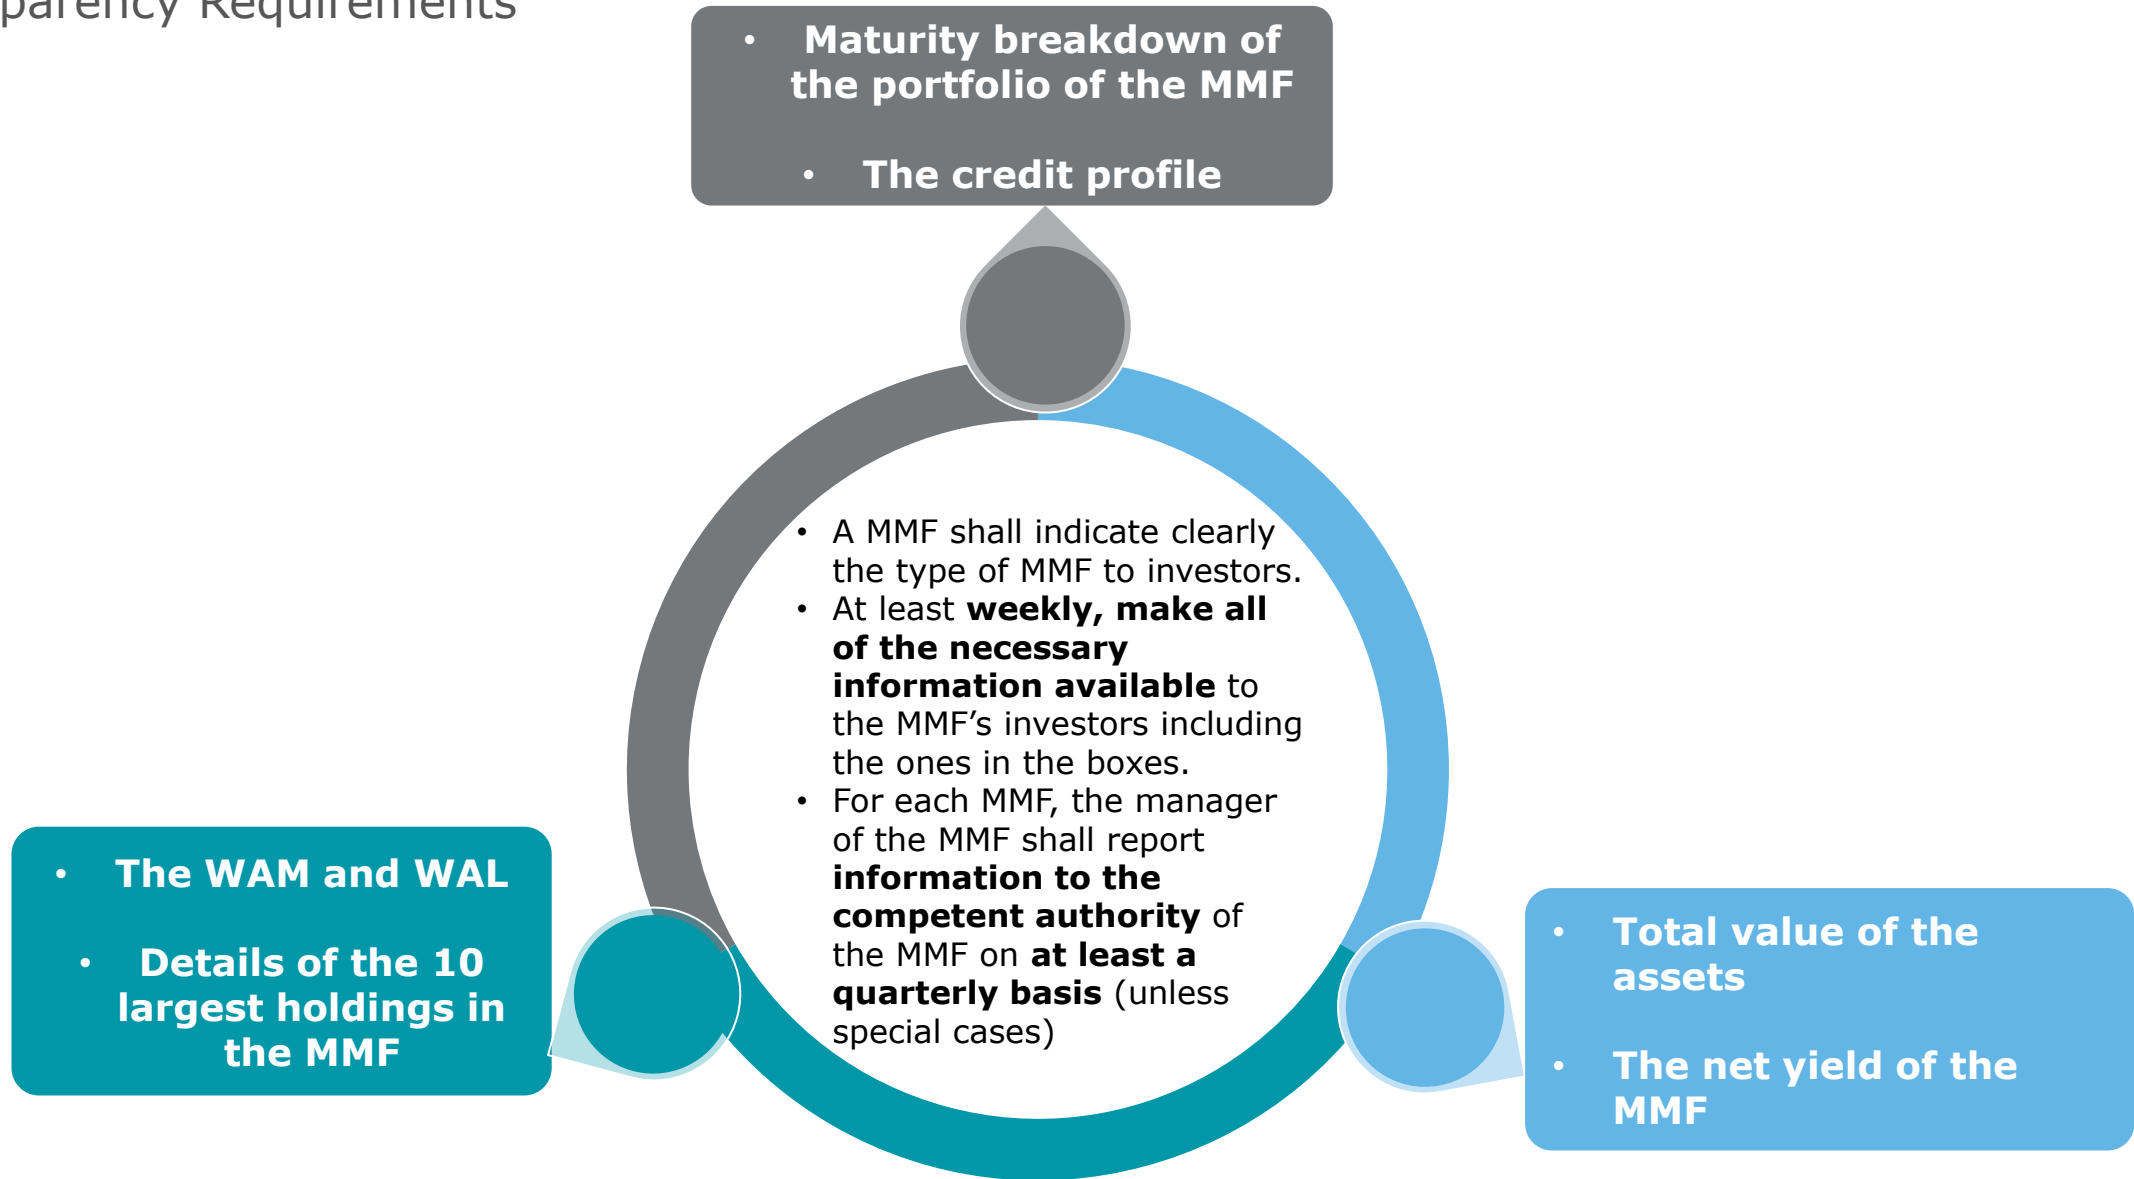 parency Requirements
• Maturity breakdown of
the portfolio of the MMF
• The credit profile
• A MMF shall indicate clearly
the type of MMF to investors.
• At least weekly, make all
of the necessary
information available to
the MMF’s investors including
the ones in the boxes.
• For each MMF, the manager
of the MMF shall report
information to the
competent authority of
the MMF on at least a
quarterly basis (unless
special cases)
• The WAM and WAL
• Details of the 10
largest holdings in
the MMF
• Total value of the
assets
• The net yield of the
MMF